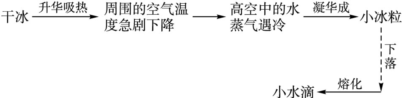 干冰
升华吸热
周围的空气温
度急剧下降
高空中的水
蒸气遇冷
凝华成
小冰粒
下
落
熔化
小水滴